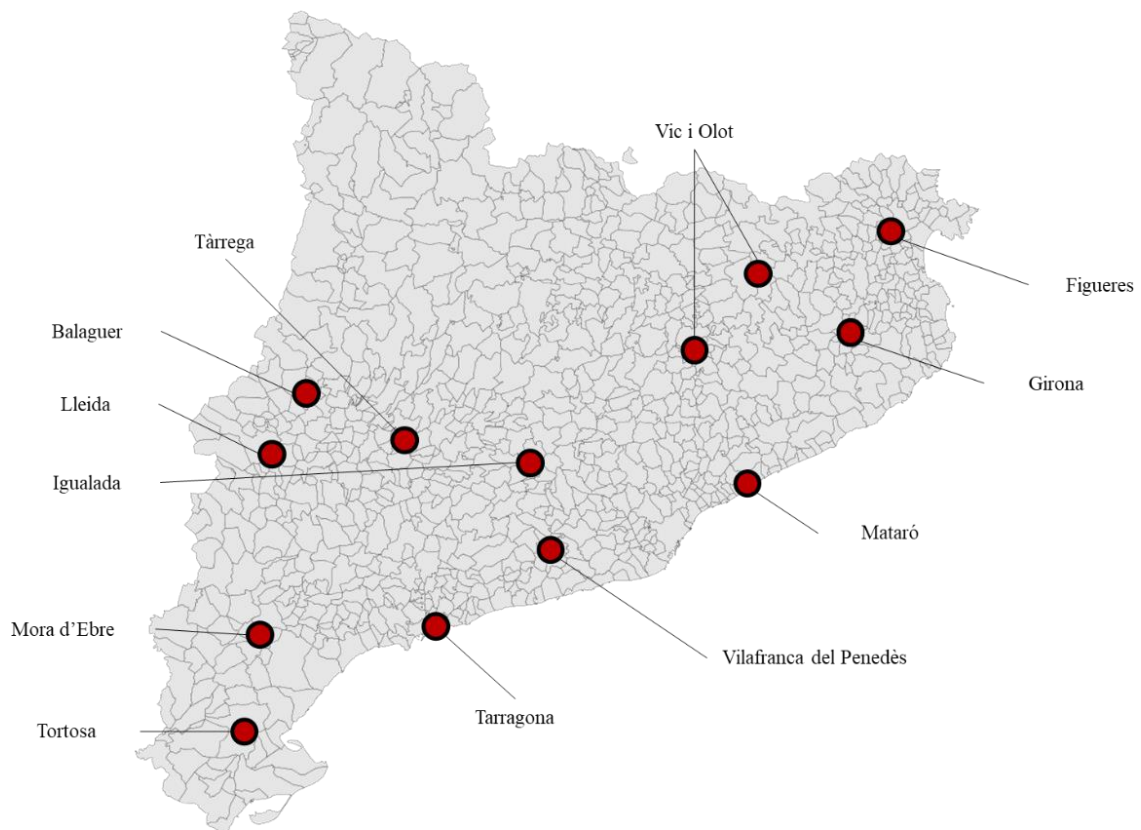 Vic i Olot
Tàrrega
Figueres
Balaguer
Girona
Lleida
Igualada
Mataró
Mora d’Ebre
Vilafranca del Penedès
Tarragona
Tortosa